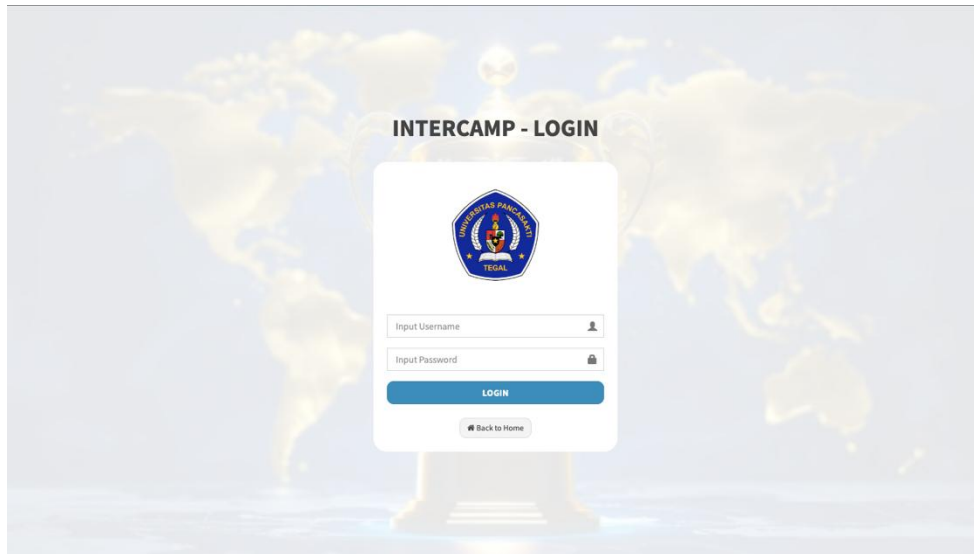 INTERCAMP - LOGIN
UNIVERSITAS PANCASAKTI
TEGAL
Input Username
Input Password
LOGIN
Back to Home